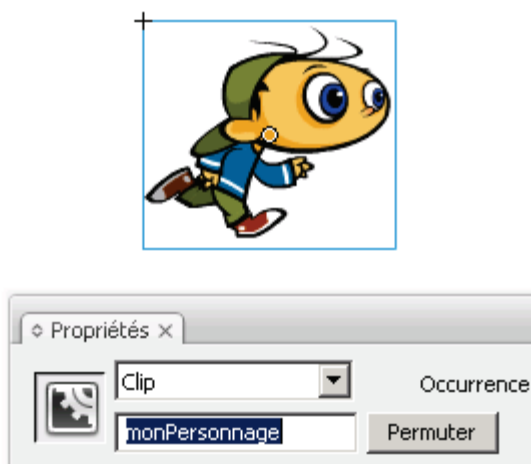 Propriétés
Clip
Occurrence
monPersonnage
Permuter